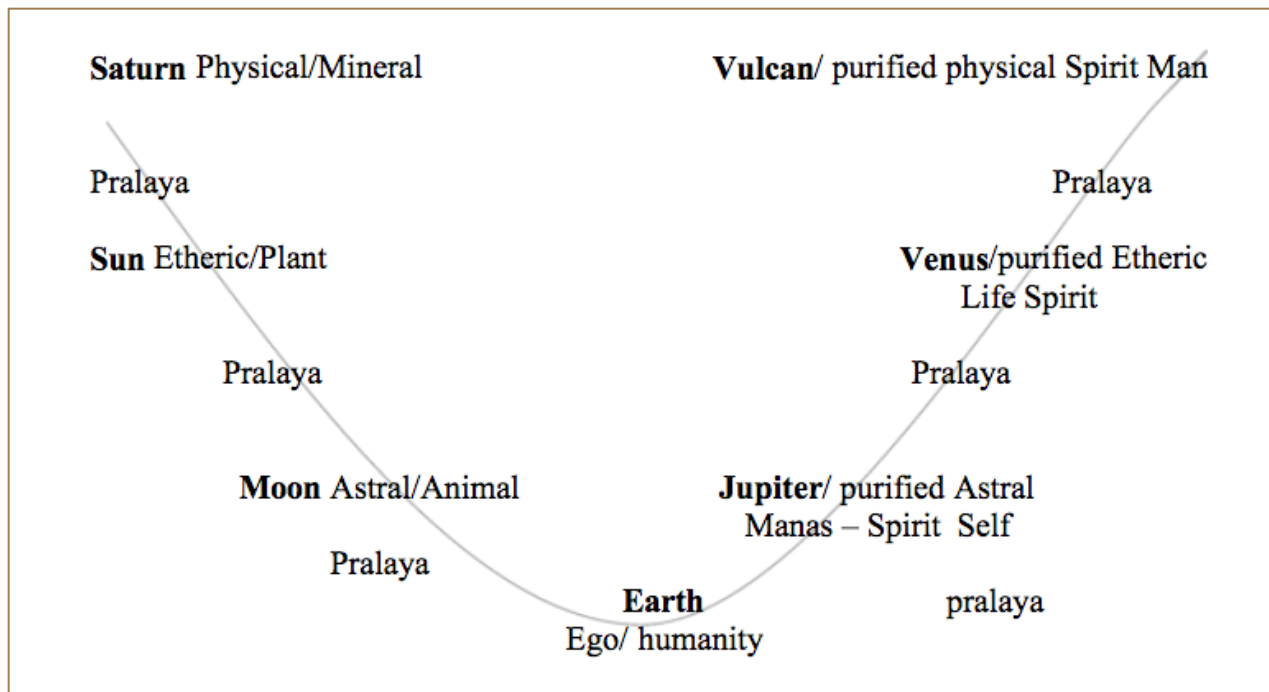 Saturn Physical/Mineral
Vulcan/ purified physical Spirit Man
Pralaya
Pralaya
Sun Etheric/Plant
Venus/purified Etheric
Life Spirit
Pralaya
Pralaya
Moon Astral/Animal
Jupiter/ purified Astral
Manas – Spirit Self
Pralaya
Earth
pralaya
Ego/ humanity